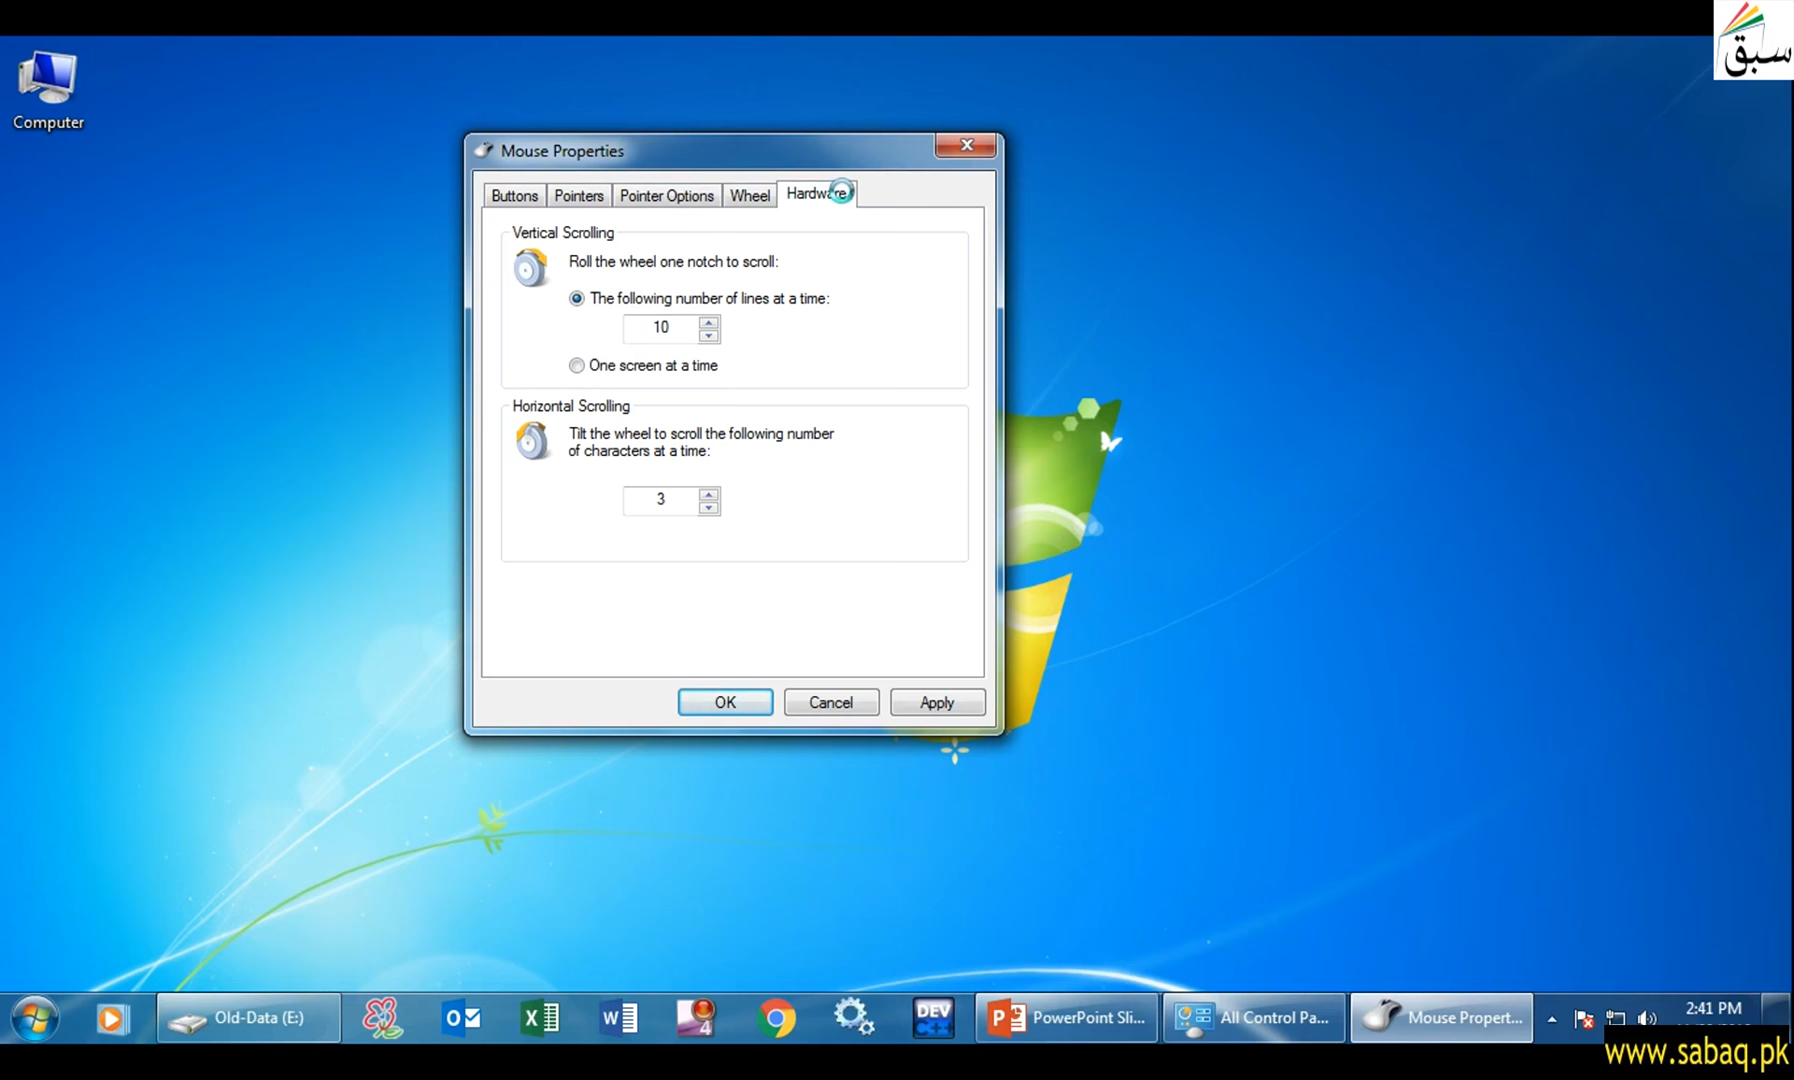 سبق
Computer
Mouse Properties
Buttons
Pointers
Pointer Options
Wheel
Hardware
Vertical Scrolling
Roll the wheel one notch to scroll:
The following number of lines at a time:
10
One screen at a time
Horizontal Scrolling
Tilt the wheel to scroll the following number
of characters at a time:
3
OK
Cancel
Apply
Old-Data (E:)
4
DEV
C++
PowerPoint Sli...
All Control Pa...
Mouse Propert...
2:41 PM
www.sabaq.pk